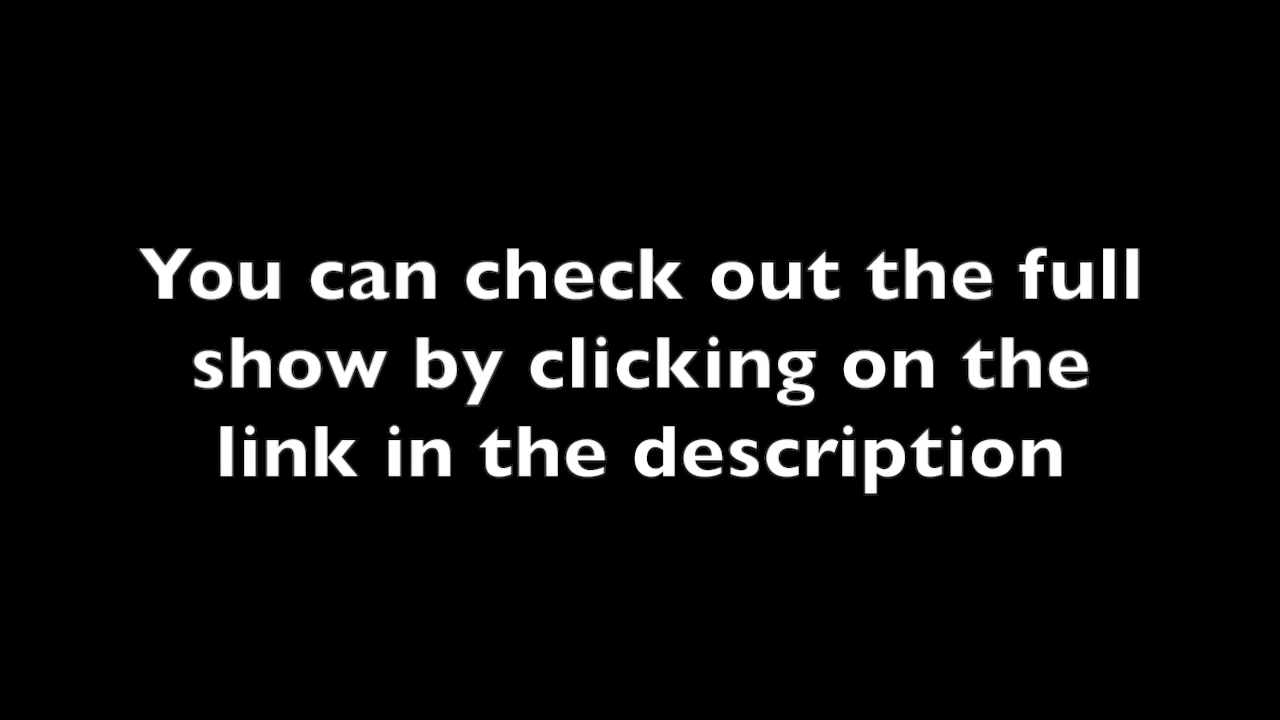 You can check out the full
show by clicking on the
link in the description